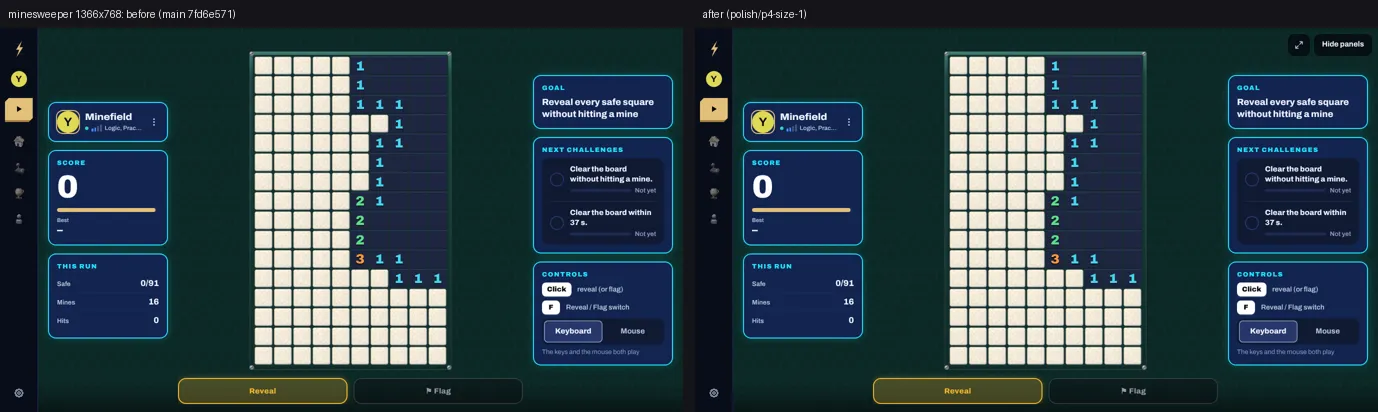 minesweeper 1366x768: before (main 7fd6e571)
Y
Y
Minefield
Logic, Prac...
SCORE
0
Best
–
THIS RUN
Safe 0/91
Mines 16
Hits 0
1
1
1 1 1
1
1 1
1
1
2 1
2
2
3 1 1
1 1 1
GOAL
Reveal every safe square
without hitting a mine
NEXT CHALLENGES
Clear the board
without hitting a mine.
Not yet
Clear the board within
37 s.
Not yet
CONTROLS
Click reveal (or flag)
F Reveal / Flag switch
Keyboard Mouse
The keys and the mouse both play
Reveal Flag
after (polish/p4-size-1)
Hide panels
Y
Y
Minefield
Logic, Prac...
SCORE
0
Best
–
THIS RUN
Safe 0/91
Mines 16
Hits 0
1
1
1 1 1
1
1 1
1
1
2 1
2
2
3 1 1
1 1 1
GOAL
Reveal every safe square
without hitting a mine
NEXT CHALLENGES
Clear the board
without hitting a mine.
Not yet
Clear the board within
37 s.
Not yet
CONTROLS
Click reveal (or flag)
F Reveal / Flag switch
Keyboard Mouse
The keys and the mouse both play
Reveal Flag